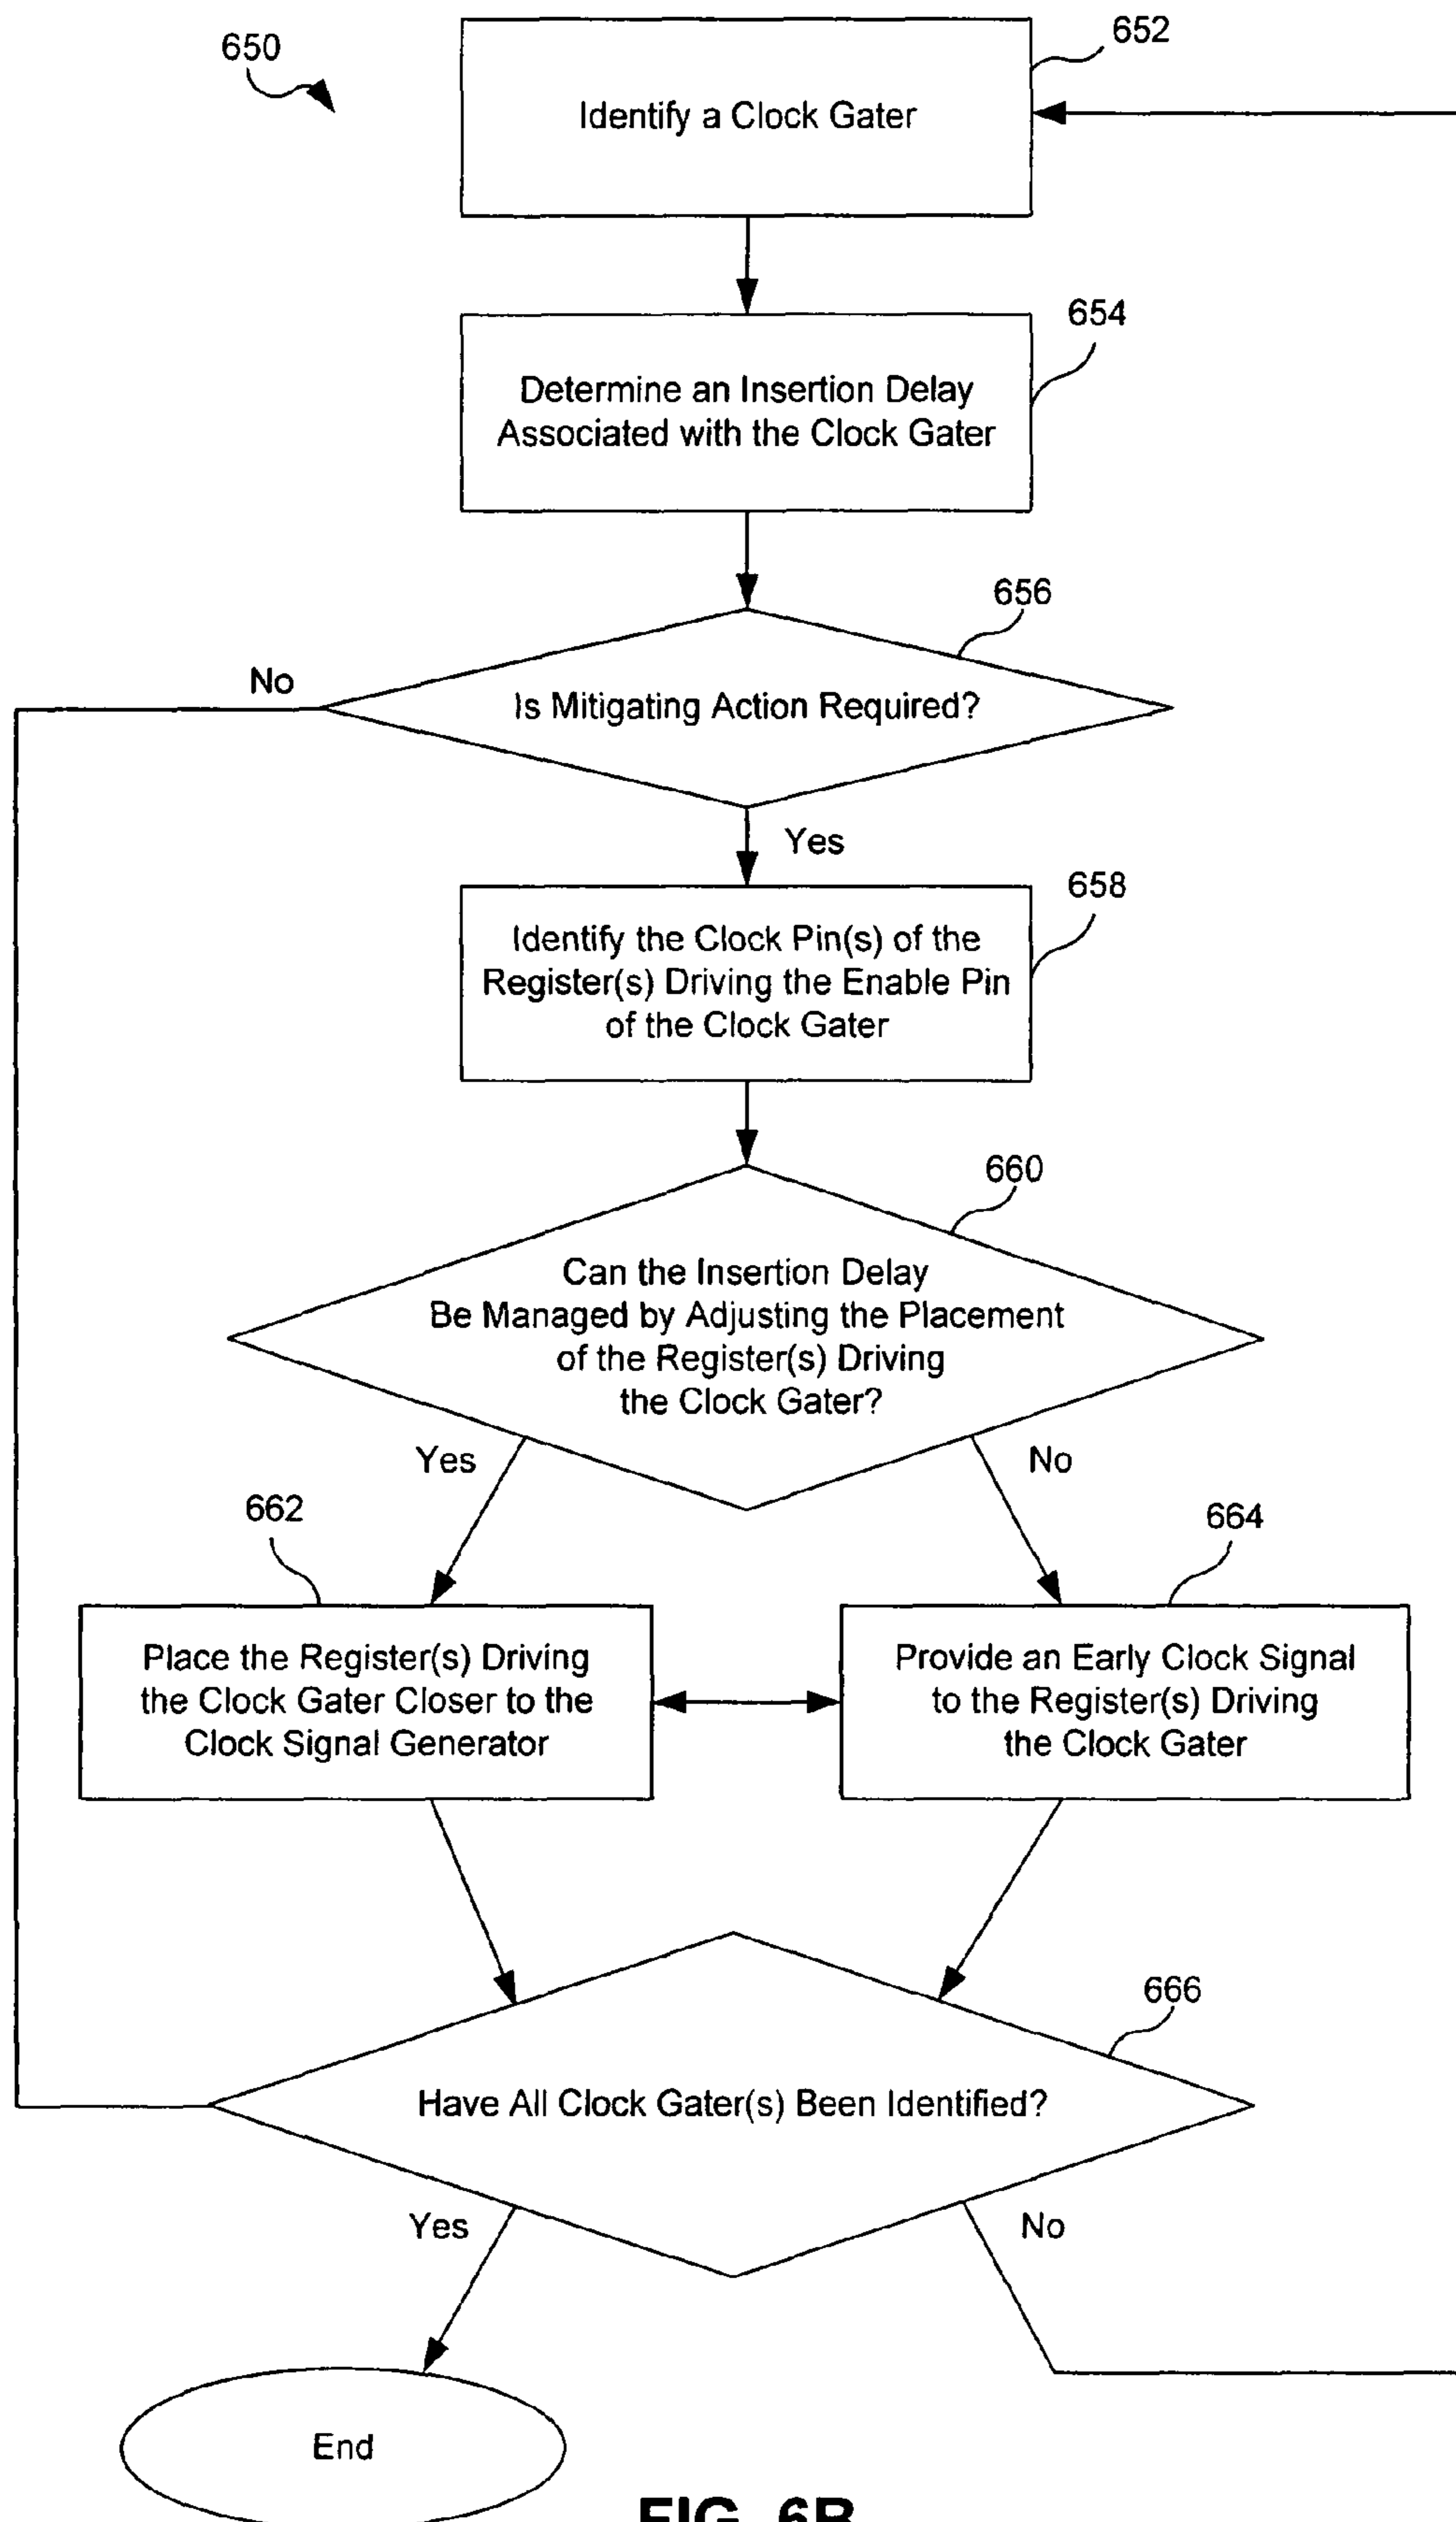 650
652
Identify a Clock Gater
654
Determine an Insertion Delay
Associated with the Clock Gater
656
No
Is Mitigating Action Required?
Yes
658
Identify the Clock Pin(s) of the
Register(s) Driving the Enable Pin
of the Clock Gater
660
Can the Insertion Delay
Be Managed by Adjusting the Placement
of the Register(s) Driving
the Clock Gater?
Yes
No
662
664
Place the Register(s) Driving
the Clock Gater Closer to the
Clock Signal Generator
Provide an Early Clock Signal
to the Register(s) Driving
the Clock Gater
666
Have All Clock Gater(s) Been Identified?
Yes
No
End
FIG. 6B